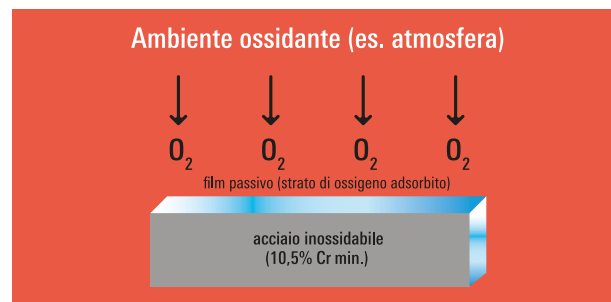 Ambiente ossidante (es. atmosfera)
O₂ O₂ O₂ O₂
film passivo (strato di ossigeno adsorbito)
acciaio inossidabile
(10,5% Cr min.)